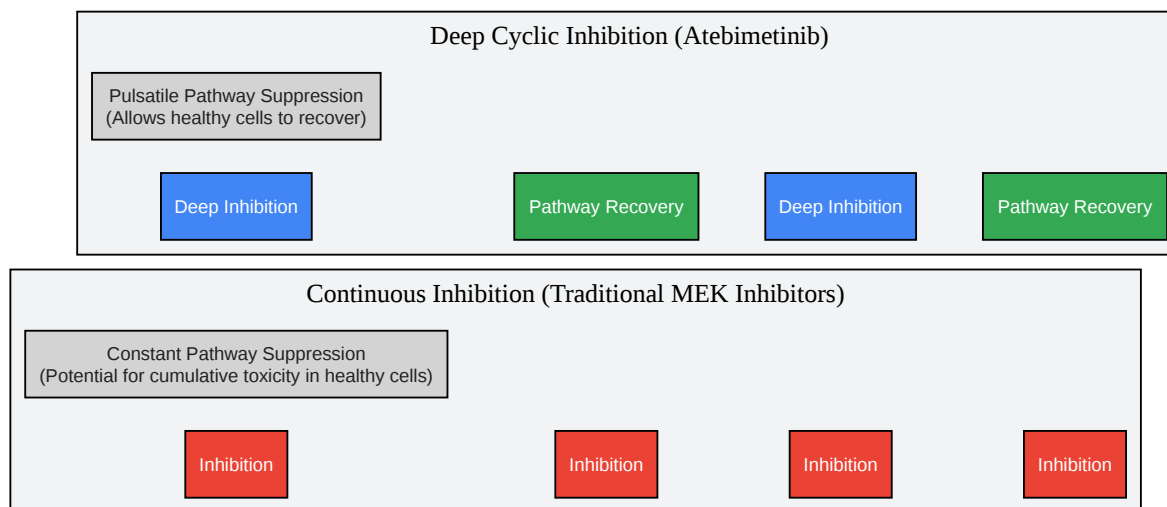 Deep Cyclic Inhibition (Atebimetinib)
Pulsatile Pathway Suppression
(Allows healthy cells to recover)
Deep Inhibition
Pathway Recovery
Deep Inhibition
Pathway Recovery
Continuous Inhibition (Traditional MEK Inhibitors)
Constant Pathway Suppression
(Potential for cumulative toxicity in healthy cells)
Inhibition
Inhibition
Inhibition
Inhibition